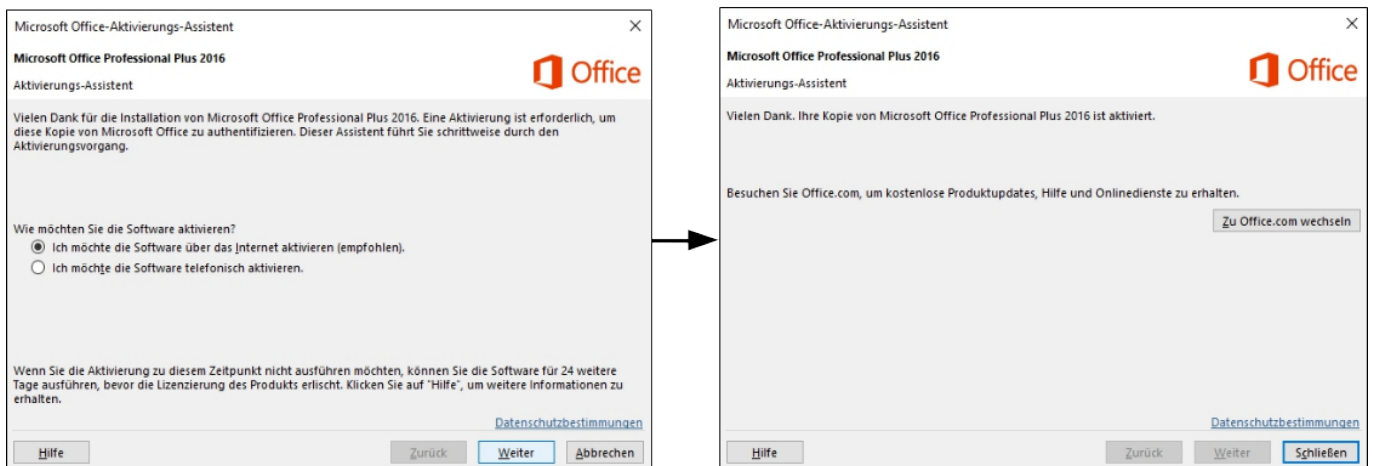 Microsoft Office-Aktivierungs-Assistent
Microsoft Office Professional Plus 2016
Office
Aktivierungs-Assistent
Vielen Dank für die Installation von Microsoft Office Professional Plus 2016. Eine Aktivierung ist erforderlich, um
diese Kopie von Microsoft Office zu authentifizieren. Dieser Assistent führt Sie schrittweise durch den
Aktivierungsvorgang.
Wie möchten Sie die Software aktivieren?
Ich möchte die Software über das Internet aktivieren (empfohlen).
Ich möchte die Software telefonisch aktivieren.
Wenn Sie die Aktivierung zu diesem Zeitpunkt nicht ausführen möchten, können Sie die Software für 24 weitere
Tage ausführen, bevor die Lizenzierung des Produkts erlischt. Klicken Sie auf "Hilfe", um weitere Informationen zu
erhalten.
Datenschutzbestimmungen
Hilfe
Zurück
Weiter
Abbrechen
Microsoft Office-Aktivierungs-Assistent
Microsoft Office Professional Plus 2016
Office
Aktivierungs-Assistent
Vielen Dank. Ihre Kopie von Microsoft Office Professional Plus 2016 ist aktiviert.
Besuchen Sie Office.com, um kostenlose Produktupdates, Hilfe und Onlinedienste zu erhalten.
Zu Office.com wechseln
Datenschutzbestimmungen
Hilfe
Zurück
Weiter
Schließen